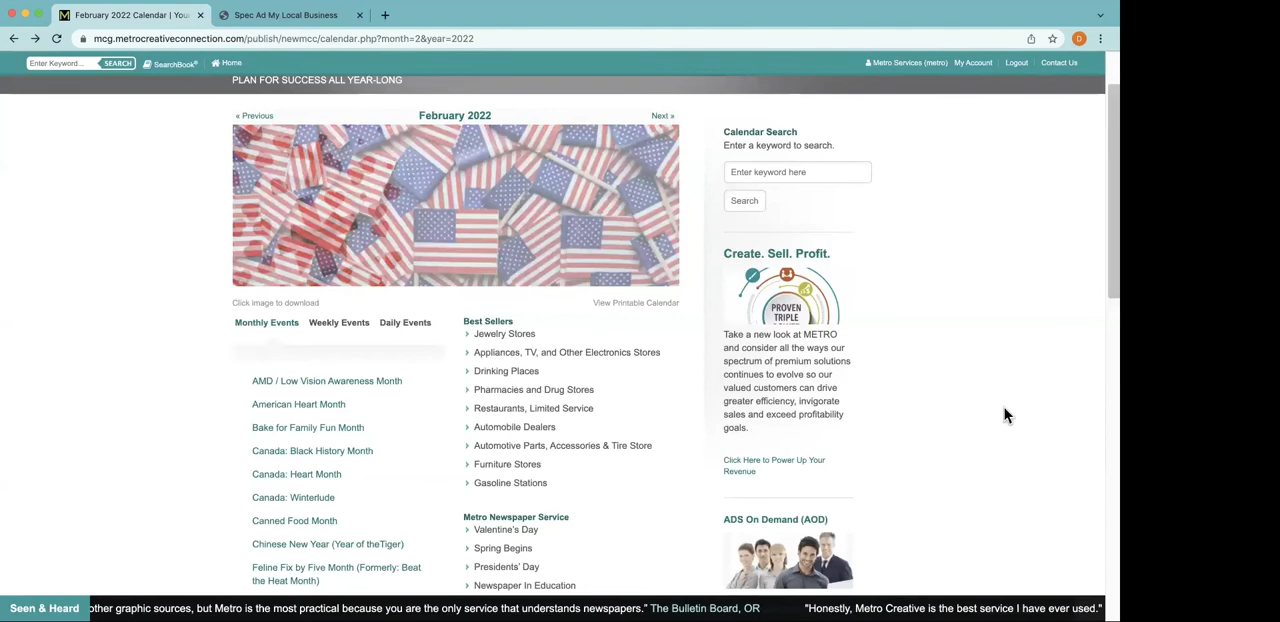 February 2022 Calendar | You
Spec Ad My Local Business
mcg.metrocreativeconnection.com/publish/newmcc/calendar.php?month=2&year=2022
D
Enter Keyword... SEARCH SearchBook® Home Metro Services (metro) My Account Logout Contact Us
PLAN FOR SUCCESS ALL YEAR-LONG
« Previous February 2022 Next »
Click image to download View Printable Calendar
Monthly Events Weekly Events Daily Events
AMD / Low Vision Awareness Month
American Heart Month
Bake for Family Fun Month
Canada: Black History Month
Canada: Heart Month
Canada: Winterlude
Canned Food Month
Chinese New Year (Year of theTiger)
Feline Fix by Five Month (Formerly: Beat
the Heat Month)
Best Sellers
Jewelry Stores
Appliances, TV, and Other Electronics Stores
Drinking Places
Pharmacies and Drug Stores
Restaurants, Limited Service
Automobile Dealers
Automotive Parts, Accessories & Tire Store
Furniture Stores
Gasoline Stations
Metro Newspaper Service
Valentine's Day
Spring Begins
Presidents' Day
Newspaper In Education
Calendar Search
Enter a keyword to search.
Enter keyword here
Search
Create. Sell. Profit.
PROVEN
TRIPLE
Take a new look at METRO
and consider all the ways our
spectrum of premium solutions
continues to evolve so our
valued customers can drive
greater efficiency, invigorate
sales and exceed profitability
goals.
Click Here to Power Up Your
Revenue
ADS On Demand (AOD)
Seen & Heard other graphic sources, but Metro is the most practical because you are the only service that understands newspapers." The Bulletin Board, OR "Honestly, Metro Creative is the best service I have ever used."